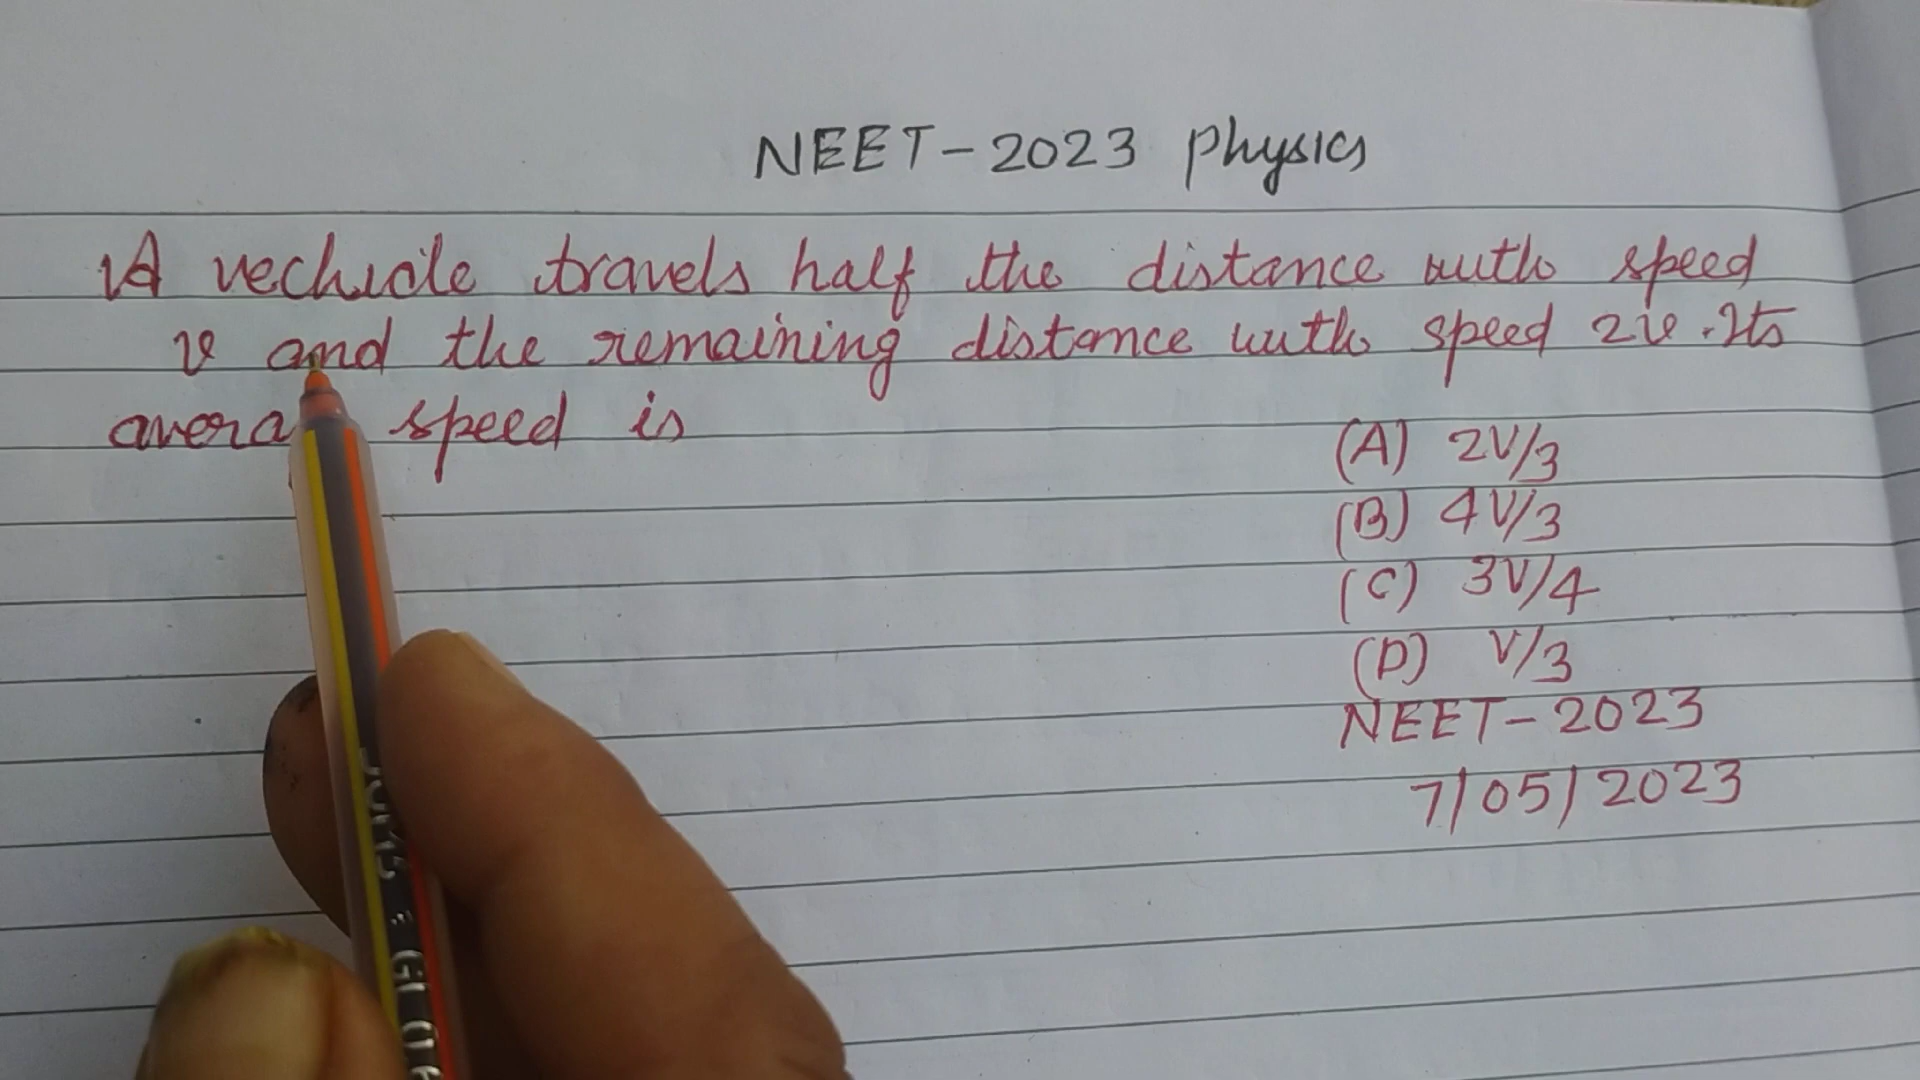 NEET-2023 Physics
A vechicle travels half the distance with speed
v and the remaining distance with speed 2v. Its
avera speed is
(A) 2V/3
(B) 4V/3
(C) 3V/4
(D) V/3
NEET-2023
7/05/2023